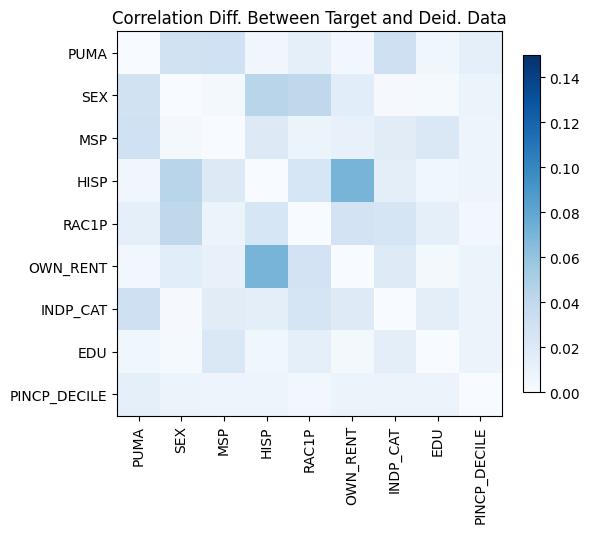 Correlation Diff. Between Target and Deid. Data
PUMA
SEX
MSP
HISP
RAC1P
OWN_RENT
INDP_CAT
EDU
PINCP_DECILE
PUMA
SEX
MSP
HISP
RAC1P
OWN_RENT
INDP_CAT
EDU
PINCP_DECILE
0.14
0.12
0.10
0.08
0.06
0.04
0.02
0.00